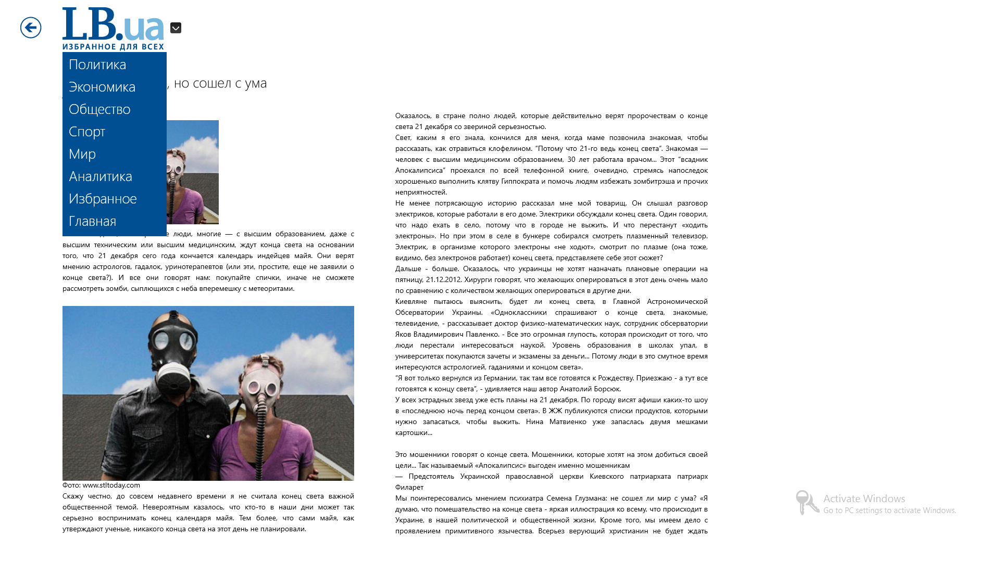 LB.ua
ИЗБРАННОЕ ДЛЯ ВСЕХ
Политика
Экономика
Общество
Спорт
Мир
Аналитика
Избранное
Главная
, но сошел с ума
люди, многие — с высшим образованием, даже с
высшим техническим или высшим медицинским, ждут конца света на основании
того, что 21 декабря сего года кончается календарь индейцев майя. Они верят
мнению астрологов, гадалок, уринотерапевтов (или эти, простите, еще не заявили о
конце света?). И все они говорят нам: покупайте спички, иначе не сможете
рассмотреть зомби, сыплющихся с неба вперемешку с метеоритами.
Фото: www.stltoday.com
Скажу честно, до совсем недавнего времени я не считала конец света важной
общественной темой. Невероятным казалось, что кто-то в наши дни может так
серьезно воспринимать конец календаря майя. Тем более, что сами майя, как
утверждают ученые, никакого конца света на этот день не планировали.
Оказалось, в стране полно людей, которые действительно верят пророчествам о конце
света 21 декабря со звериной серьезностью.
Свет, каким я его знала, кончился для меня, когда маме позвонила знакомая, чтобы
рассказать, как отравиться клофелином. “Потому что 21-го ведь конец света”. Знакомая —
человек с высшим медицинским образованием, 30 лет работала врачом... Этот “всадник
Апокалипсиса” проехался по всей телефонной книге, очевидно, стремясь напоследок
хорошенько выполнить клятву Гиппократа и помочь людям избежать зомбитрэша и прочих
неприятностей.
Не менее потрясающую историю рассказал мне мой товарищ. Он слышал разговор
электриков, которые работали в его доме. Электрики обсуждали конец света. Один говорил,
что надо ехать в село, потому что в городе не выжить. И что перестанут «ходить
электроны». Но при этом в селе в бункере собирался смотреть плазменный телевизор.
Электрик, в организме которого электроны «не ходют», смотрит по плазме (она тоже,
видимо, без электронов работает) конец света, представляете себе этот сюжет?
Дальше - больше. Оказалось, что украинцы не хотят назначать плановые операции на
пятницу, 21.12.2012. Хирурги говорят, что желающих оперироваться в этот день очень мало
по сравнению с количеством желающих оперироваться в другие дни.
Киевляне пытаюсь выяснить, будет ли конец света, в Главной Астрономической
Обсерватории Украины. «Одноклассники спрашивают о конце света, знакомые,
телевидение, - рассказывает доктор физико-математических наук, сотрудник обсерватории
Яков Владимирович Павленко. - Все это огромная глупость, которая происходит от того, что
люди перестали интересоваться наукой. Уровень образования в школах упал, в
университетах покупаются зачеты и экзамены за деньги... Потому люди в это смутное время
интересуются астрологией, гаданиями и концом света».
“Я вот только вернулся из Германии, так там все готовятся к Рождеству. Приезжаю - а тут все
готовятся к концу света”, - удивляется наш автор Анатолий Борсюк.
У всех эстрадных звезд уже есть планы на 21 декабря. По городу висят афиши каких-то шоу
в «последнюю ночь перед концом света». В ЖЖ публикуются списки продуктов, которыми
нужно запасаться, чтобы выжить. Нина Матвиенко уже запаслась двумя мешками
картошки...
Это мошенники говорят о конце света. Мошенники, которые хотят на этом добиться своей
цели... Так называемый «Апокалипсис» выгоден именно мошенникам
— Предстоятель Украинской православной церкви Киевского патриархата патриарх
Филарет
Мы поинтересовались мнением психиатра Семена Глузмана: не сошел ли мир с ума? «Я
думаю, что помешательство на конце света - яркая иллюстрация ко всему, что происходит в
Украине, в нашей политической и общественной жизни. Кроме того, мы имеем дело с
проявлением примитивного язычества. Всерьез верующий христианин не будет ждать
Activate Windows
Go to PC settings to activate Windows.